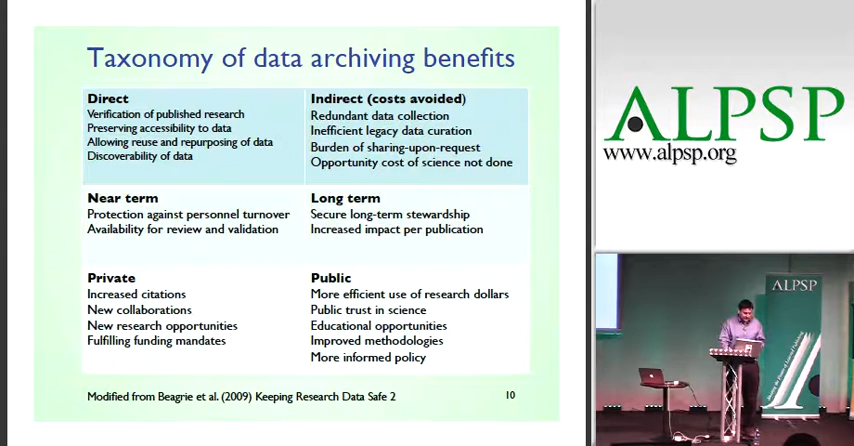 Taxonomy of data archiving benefits
Direct
Verification of published research
Preserving accessibility to data
Allowing reuse and repurposing of data
Discoverability of data
Indirect (costs avoided)
Redundant data collection
Inefficient legacy data curation
Burden of sharing-upon-request
Opportunity cost of science not done
Near term
Protection against personnel turnover
Availability for review and validation
Long term
Secure long-term stewardship
Increased impact per publication
Private
Increased citations
New collaborations
New research opportunities
Fulfilling funding mandates
Public
More efficient use of research dollars
Public trust in science
Educational opportunities
Improved methodologies
More informed policy
Modified from Beagrie et al. (2009) Keeping Research Data Safe 2
10
ALPSP
www.alpsp.org
ALPSP